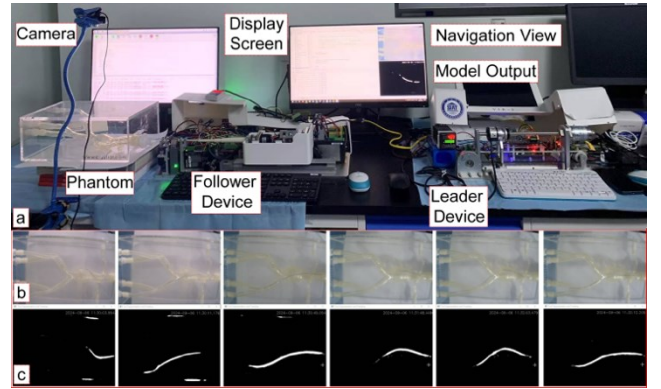 Camera
Display
Screen
Navigation View
Model Output
Phantom
Follower
Device
Leader
Device
a
b
c